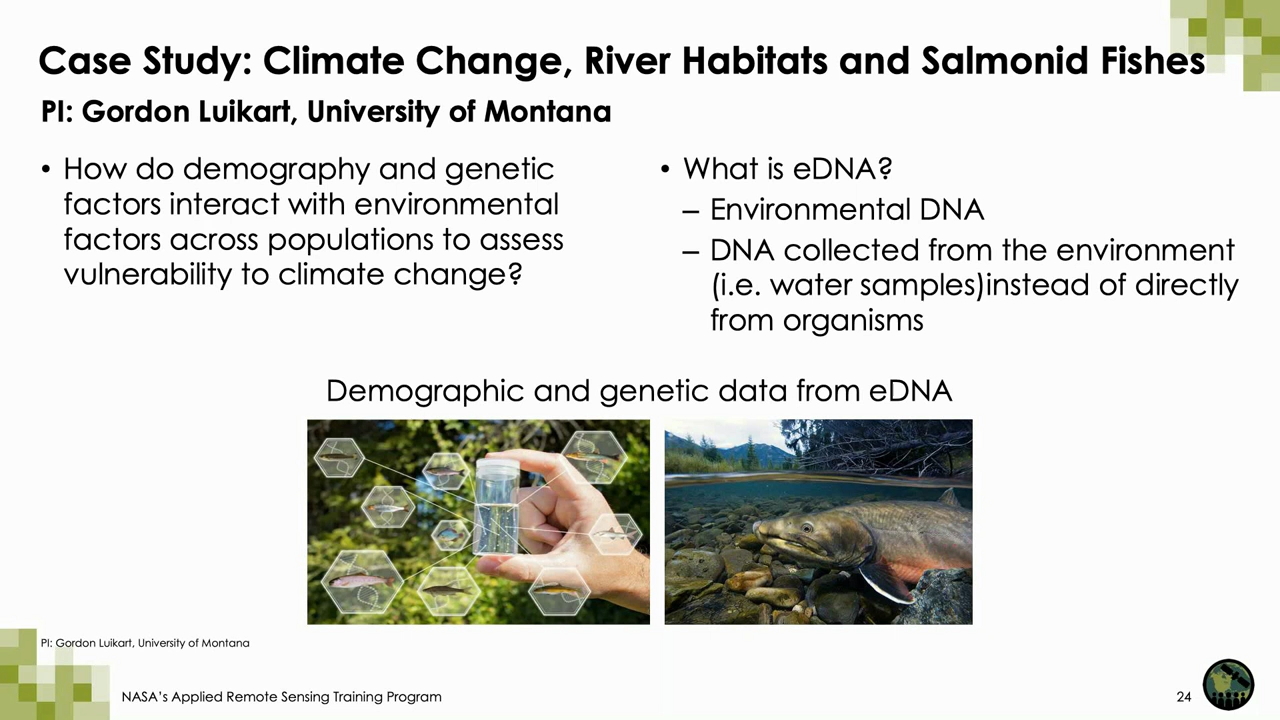 Case Study: Climate Change, River Habitats and Salmonid Fishes
PI: Gordon Luikart, University of Montana
• How do demography and genetic
factors interact with environmental
factors across populations to assess
vulnerability to climate change?
• What is eDNA?
– Environmental DNA
– DNA collected from the environment
(i.e. water samples)instead of directly
from organisms
Demographic and genetic data from eDNA
PI: Gordon Luikart, University of Montana
NASA's Applied Remote Sensing Training Program
24